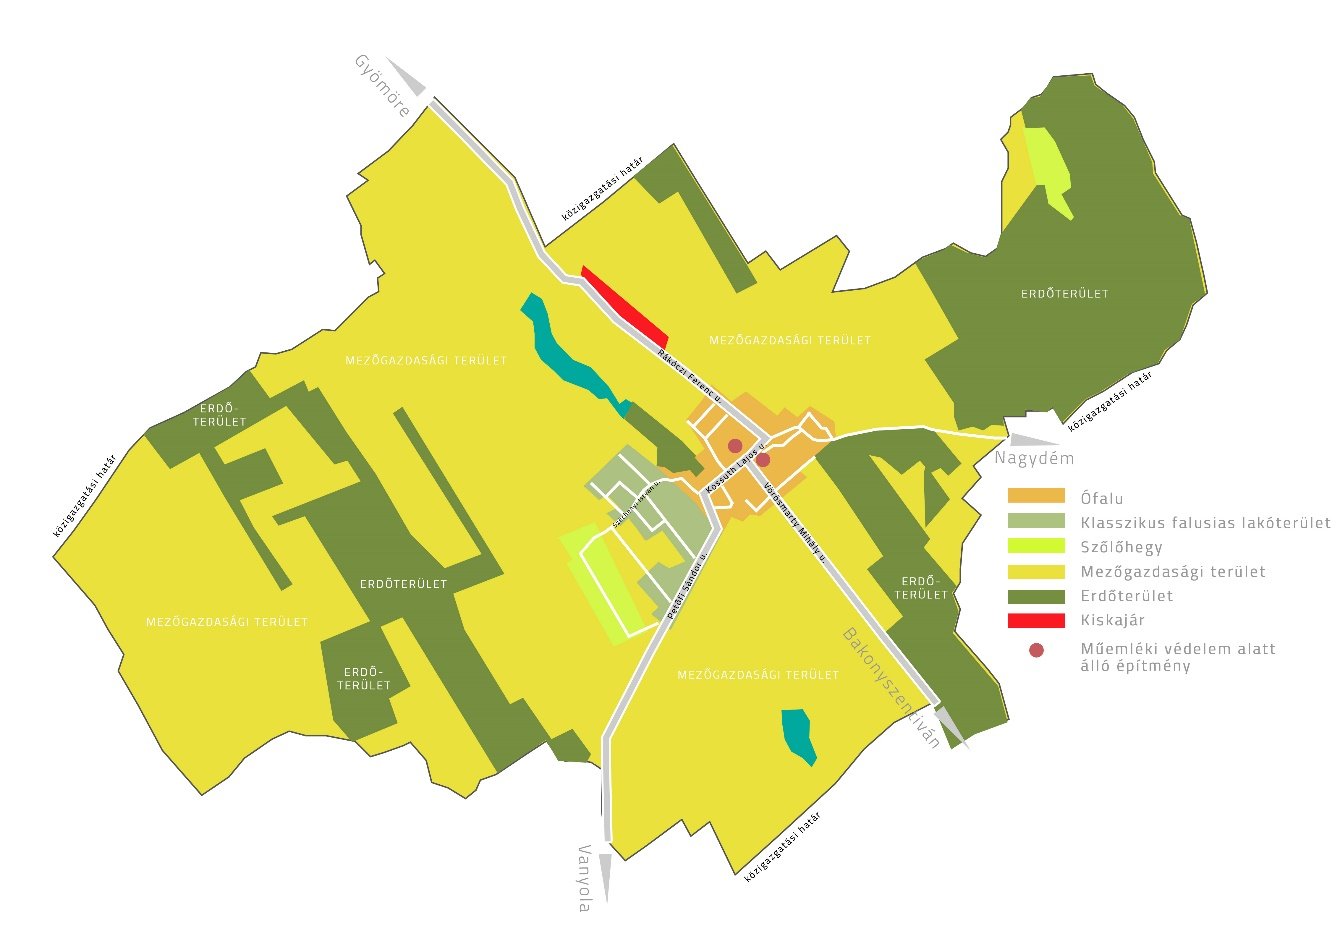 Gyömöre
közigazgatási határ
ERDŐTERÜLET
MEZŐGAZDASÁGI TERÜLET
MEZŐGAZDASÁGI TERÜLET
Rákóczi Ferenc u.
közigazgatási határ
ERDŐ-
TERÜLET
Nagydém
Kossuth Lajos u.
közigazgatási határ
Vörösmarty Mihály u.
Széchenyi István u.
Ófalu
Klasszikus falusias lakóterület
Szőlőhegy
Mezőgazdasági terület
Erdőterület
Kiskajár
Műemléki védelem alatt
álló építmény
ERDŐTERÜLET
ERDŐ-
TERÜLET
Petőfi Sándor u.
MEZŐGAZDASÁGI TERÜLET
ERDŐ-
TERÜLET
MEZŐGAZDASÁGI TERÜLET
Bakonyszentiván
közigazgatási határ
Vanyola